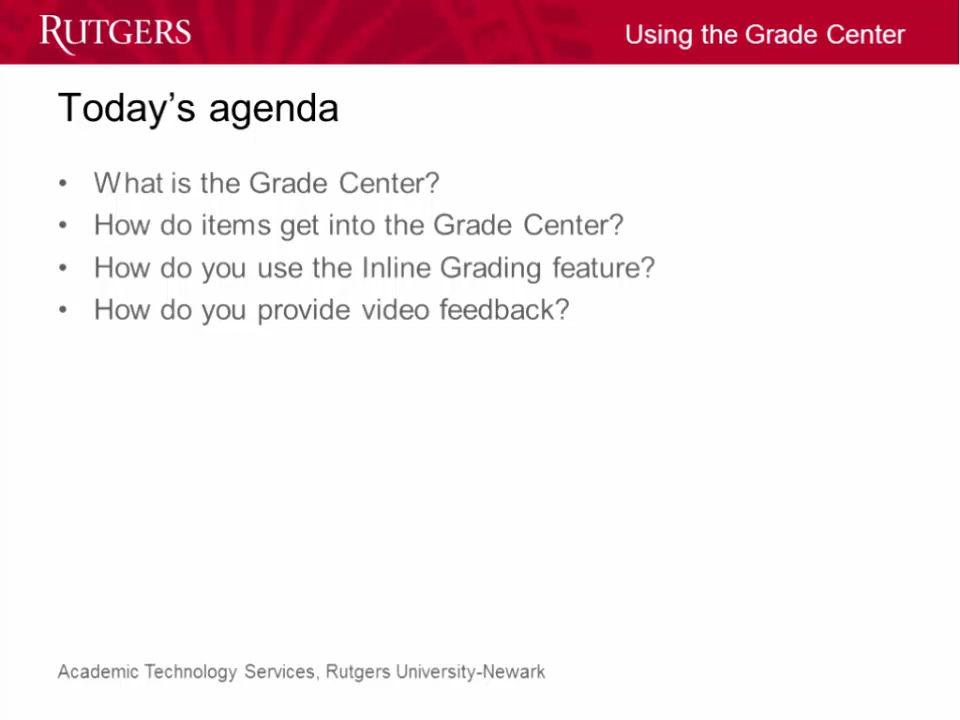 RUTGERS
Using the Grade Center
Today's agenda
• What is the Grade Center?
• How do items get into the Grade Center?
• How do you use the Inline Grading feature?
• How do you provide video feedback?
Academic Technology Services, Rutgers University-Newark